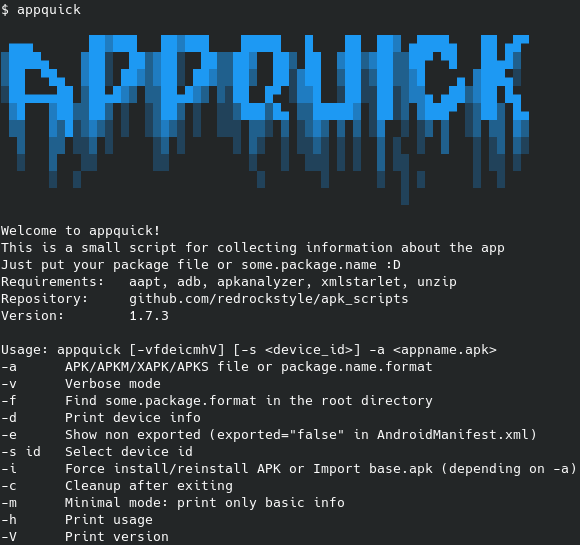 $ appquick
APPQUICK
Welcome to appquick!
This is a small script for collecting information about the app
Just put your package file or some.package.name :D
Requirements:   aapt, adb, apkanalyzer, xmlstarlet, unzip
Repository:     github.com/redrockstyle/apk_scripts
Version:        1.7.3
Usage: appquick [-vfdeicmhV] [-s <device_id>] -a <appname.apk>
-a      APK/APKM/XAPK/APKS file or package.name.format
-v      Verbose mode
-f      Find some.package.format in the root directory
-d      Print device info
-e      Show non exported (exported="false" in AndroidManifest.xml)
-s id   Select device id
-i      Force install/reinstall APK or Import base.apk (depending on -a)
-c      Cleanup after exiting
-m      Minimal mode: print only basic info
-h      Print usage
-V      Print version